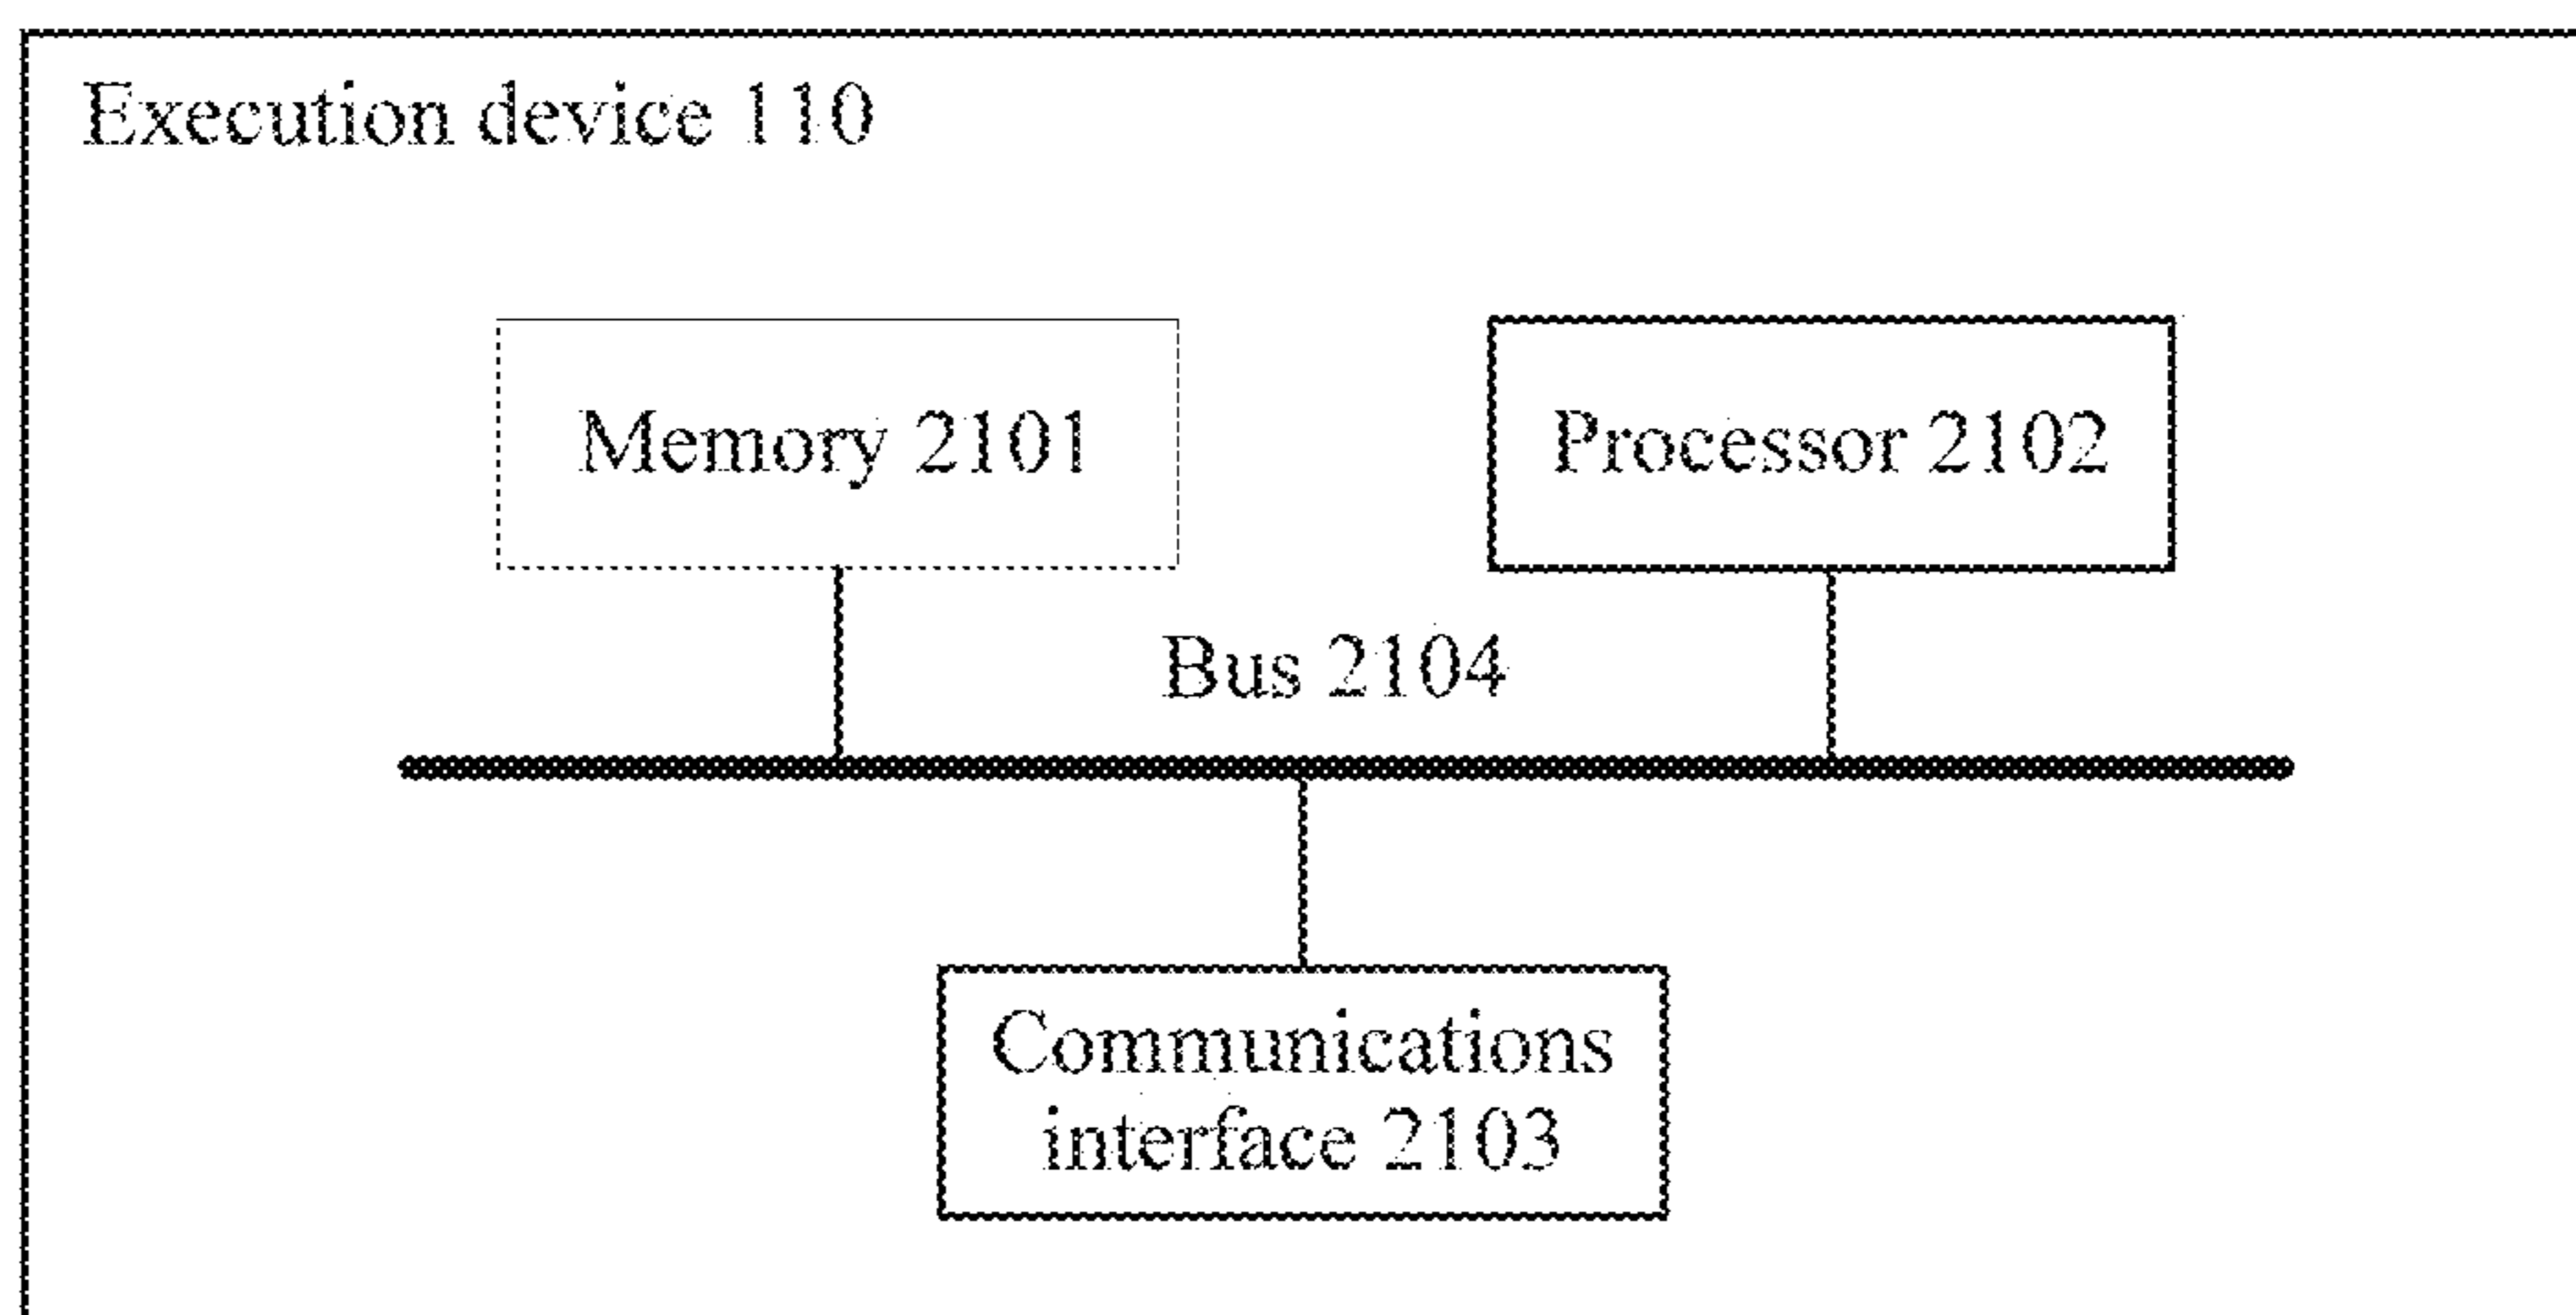 Execution device 110
Memory 2101
Processor 2102
Bus 2104
Communications
interface 2103